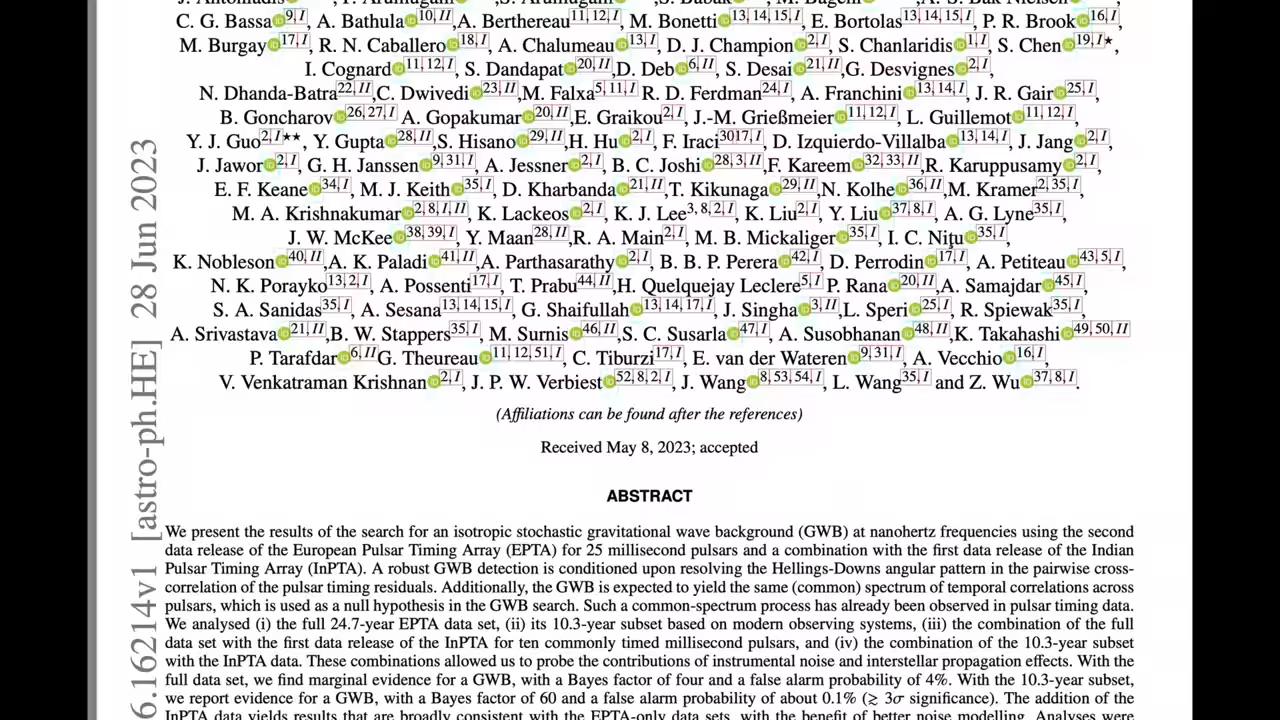 C. G. Bassa 9, I, A. Bathula 10, II, A. Berthereau 11, 12, I, M. Bonetti 13, 14, 15, I, E. Bortolas 13, 14, 15, I, P. R. Brook 16, I,
M. Burgay 17, I, R. N. Caballero 18, I, A. Chalumeau 13, I, D. J. Champion 2, I, S. Chanlaridis 1, I, S. Chen 19, I ★,
I. Cognard 11, 12, I, S. Dandapat 20, II,D. Deb 6, II, S. Desai 21, II,G. Desvignes 2, I,
N. Dhanda-Batra 22, II,C. Dwivedi 23, II,M. Falxa 5, 11, I R. D. Ferdman 24, I, A. Franchini 13, 14, I, J. R. Gair 25, I,
B. Goncharov 26, 27, I, A. Gopakumar 20, II,E. Graikou 2, I, J.-M. Grießmeier 11, 12, I, L. Guillemot 11, 12, I,
Y. J. Guo 2, I ★★, Y. Gupta 28, II,S. Hisano 29, II,H. Hu 2, I, F. Iraci 30 17, I, D. Izquierdo-Villalba 13, 14, I, J. Jang 2, I,
J. Jawor 2, I, G. H. Janssen 9, 31, I, A. Jessner 2, I, B. C. Joshi 28, 3, II,F. Kareem 32, 33, II,R. Karuppusamy 2, I,
E. F. Keane 34, I, M. J. Keith 35, I, D. Kharbanda 21, II,T. Kikunaga 29, II,N. Kolhe 36, II,M. Kramer 2, 35, I,
M. A. Krishnakumar 2, 8, I, II, K. Lackeos 2, I, K. J. Lee 3, 8, 2, I, K. Liu 2, I, Y. Liu 37, 8, I, A. G. Lyne 35, I,
J. W. McKee 38, 39, I, Y. Maan 28, II,R. A. Main 2, I, M. B. Mickaliger 35, I, I. C. Niţu 35, I,
K. Nobleson 40, II,A. K. Paladi 41, II,A. Parthasarathy 2, I, B. B. P. Perera 42, I, D. Perrodin 17, I, A. Petiteau 43, 5, I,
N. K. Porayko 13, 2, I, A. Possenti 17, I, T. Prabu 44, II,H. Quelquejay Leclere 5, I,P. Rana 20, II,A. Samajdar 45, I,
S. A. Sanidas 35, I, A. Sesana 13, 14, 15, I, G. Shaifullah 13, 14, 17, I, J. Singha 3, II,L. Speri 25, I, R. Spiewak 35, I,
A. Srivastava 21, II,B. W. Stappers 35, I, M. Surnis 46, II,S. C. Susarla 47, I, A. Susobhanan 48, II,K. Takahashi 49, 50, II
P. Tarafdar 6, II G. Theureau 11, 12, 51, I, C. Tiburzi 17, I, E. van der Wateren 9, 31, I, A. Vecchio 16, I,
V. Venkatraman Krishnan 2, I, J. P. W. Verbiest 52, 8, 2, I, J. Wang 8, 53, 54, I, L. Wang 35, I and Z. Wu 37, 8, I.
(Affiliations can be found after the references)
Received May 8, 2023; accepted
ABSTRACT
We present the results of the search for an isotropic stochastic gravitational wave background (GWB) at nanohertz frequencies using the second
data release of the European Pulsar Timing Array (EPTA) for 25 millisecond pulsars and a combination with the first data release of the Indian
Pulsar Timing Array (InPTA). A robust GWB detection is conditioned upon resolving the Hellings-Downs angular pattern in the pairwise cross-
correlation of the pulsar timing residuals. Additionally, the GWB is expected to yield the same (common) spectrum of temporal correlations across
pulsars, which is used as a null hypothesis in the GWB search. Such a common-spectrum process has already been observed in pulsar timing data.
We analysed (i) the full 24.7-year EPTA data set, (ii) its 10.3-year subset based on modern observing systems, (iii) the combination of the full
data set with the first data release of the InPTA for ten commonly timed millisecond pulsars, and (iv) the combination of the 10.3-year subset
with the InPTA data. These combinations allowed us to probe the contributions of instrumental noise and interstellar propagation effects. With the
full data set, we find marginal evidence for a GWB, with a Bayes factor of four and a false alarm probability of 4%. With the 10.3-year subset,
we report evidence for a GWB, with a Bayes factor of 60 and a false alarm probability of about 0.1% (≳ 3σ significance). The addition of the
InPTA data yields results that are broadly consistent with the EPTA-only data sets, with the benefit of better noise modelling. Analyses were
6.16214v1 [astro-ph.HE] 28 Jun 2023